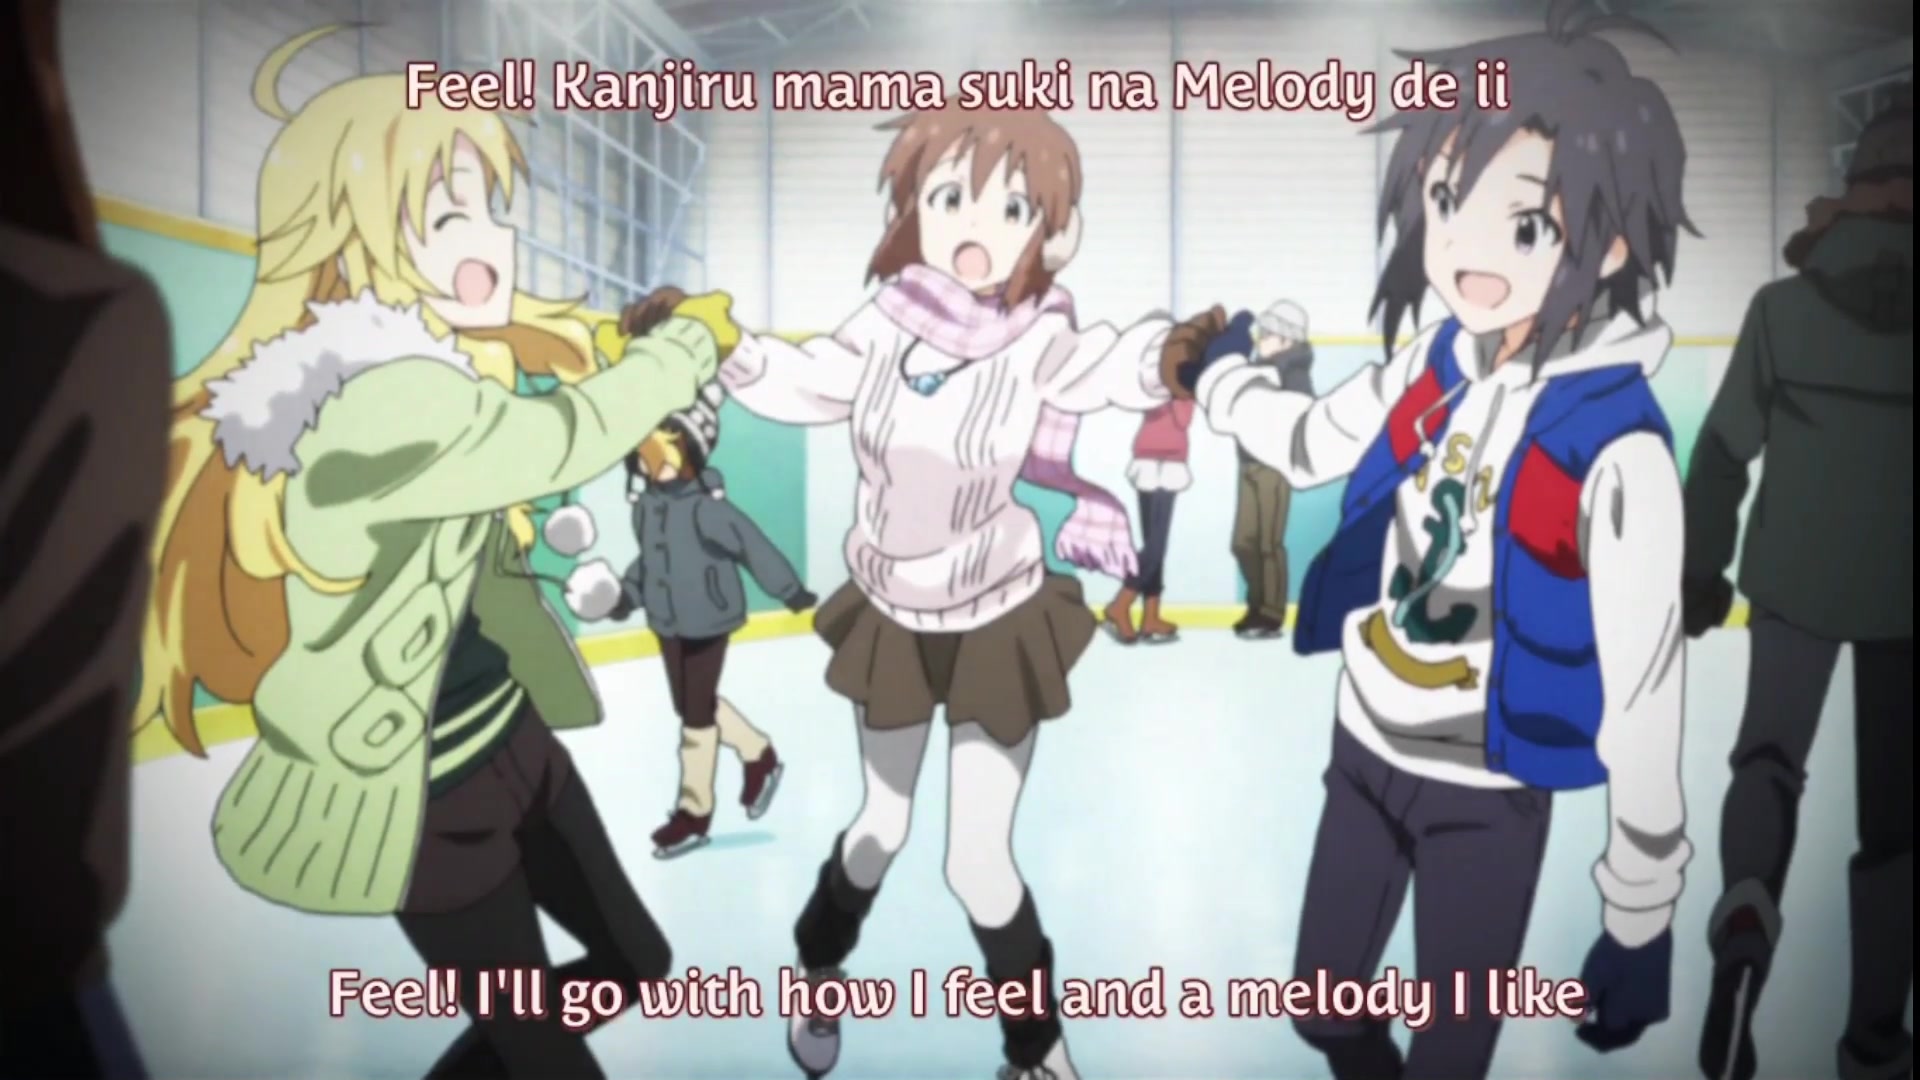 Feel! Kanjiru mama suki na Melody de ii
Feel! I'll go with how I feel and a melody I like